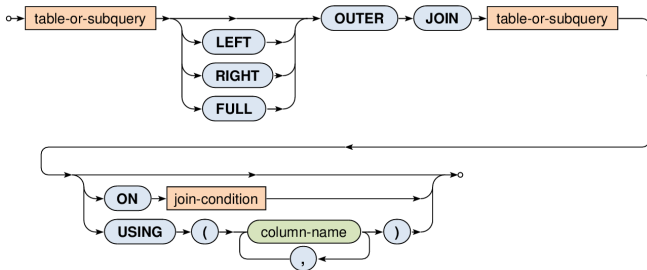 table-or-subquery OUTER JOIN table-or-subquery
LEFT
RIGHT
FULL
ON join-condition
USING ( column-name )
,